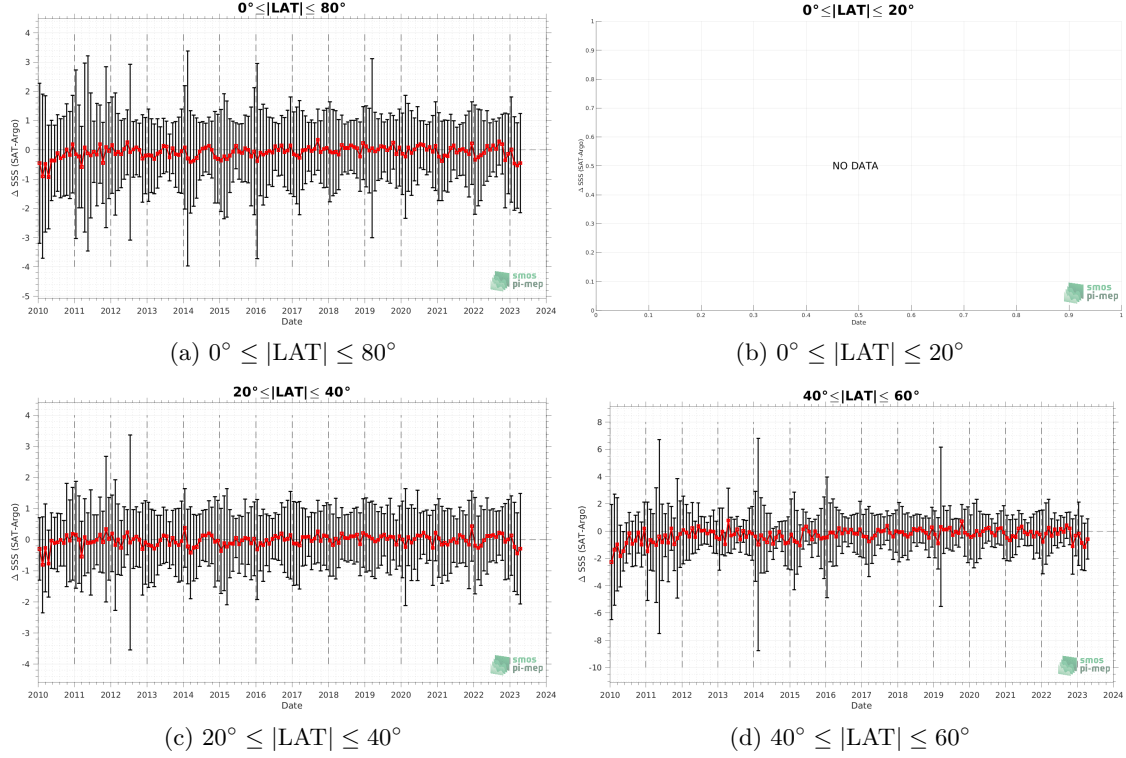 0°≤|LAT|≤ 80°
Δ SSS (SAT-Argo)
4
3
2
1
0
-1
-2
-3
-4
-5
2010 2011 2012 2013 2014 2015 2016 2017 2018 2019 2020 2021 2022 2023 2024
Date
smos
pi-mep
(a) 0° ≤ |LAT| ≤ 80°
0°≤|LAT|≤ 20°
Δ SSS (SAT-Argo)
1
0.9
0.8
0.7
0.6
0.5
0.4
0.3
0.2
0.1
0
NO DATA
0 0.1 0.2 0.3 0.4 0.5 0.6 0.7 0.8 0.9 1
Date
smos
pi-mep
(b) 0° ≤ |LAT| ≤ 20°
20°≤|LAT|≤ 40°
Δ SSS (SAT-Argo)
4
3
2
1
0
-1
-2
-3
-4
2010 2011 2012 2013 2014 2015 2016 2017 2018 2019 2020 2021 2022 2023 2024
Date
smos
pi-mep
(c) 20° ≤ |LAT| ≤ 40°
40°≤|LAT|≤ 60°
Δ SSS (SAT-Argo)
8
6
4
2
0
-2
-4
-6
-8
-10
2010 2011 2012 2013 2014 2015 2016 2017 2018 2019 2020 2021 2022 2023 2024
Date
smos
pi-mep
(d) 40° ≤ |LAT| ≤ 60°